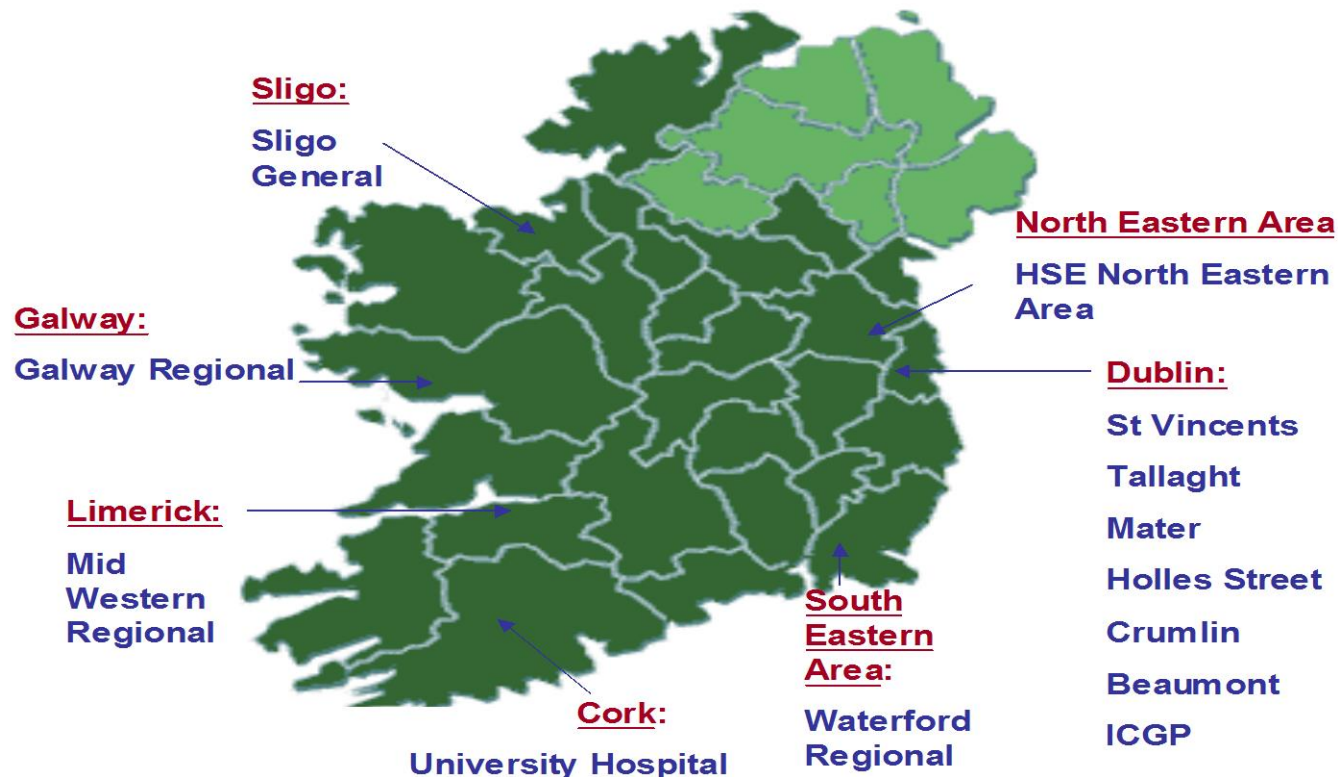 Sligo:
Sligo
General
North Eastern Area
HSE North Eastern
Area
Galway:
Galway Regional
Dublin:
St Vincents
Tallaght
Mater
Holles Street
Crumlin
Beaumont
ICGP
Limerick:
Mid
Western
Regional
South
Eastern
Area:
Waterford
Regional
Cork:
University Hospital